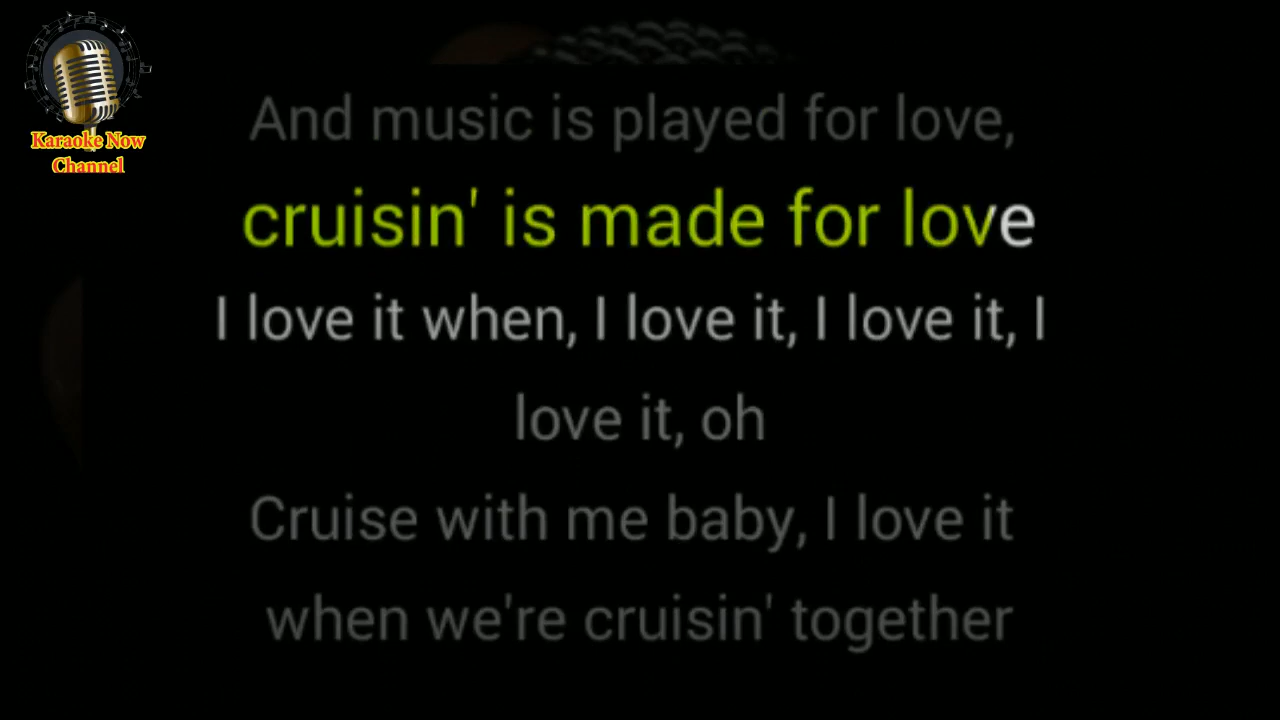 Karaoke Now
Channel
And music is played for love,
cruisin' is made for love
I love it when, I love it, I love it, I
love it, oh
Cruise with me baby, I love it
when we're cruisin' together